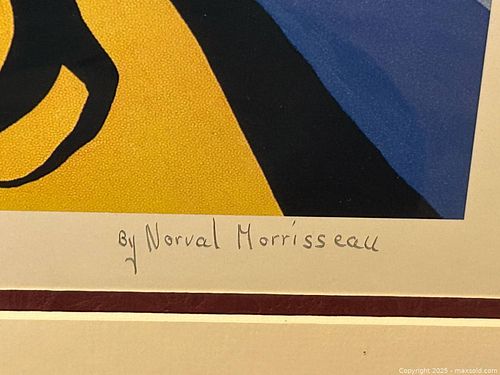 By Norval Morrisseau
Copyright 2025 - maxsold.com